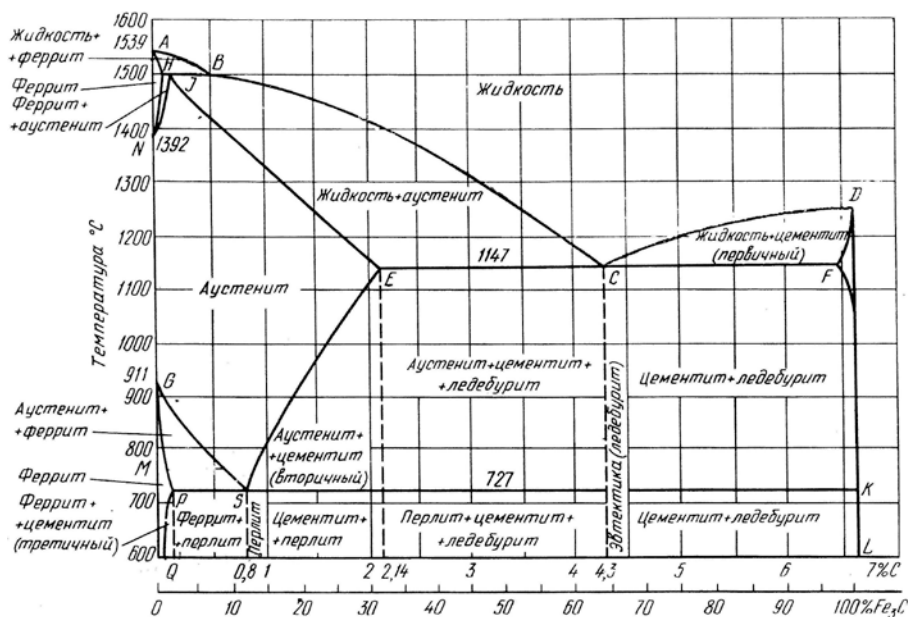 1600
1539
1500
1400
1300
1200
1100
1000
911
900
800
700
600
Температура °С
Жидкость+
+феррит
Феррит
Феррит+
+аустенит
A
H
J
B
N
1392
Жидкость
Жидкость+аустенит
D
Жидкость+цементит
(первичный)
1147
E
C
F
Аустенит
G
Аустенит+
+феррит
M
Феррит
Феррит+
+цементит
(третичный)
Аустенит+цементит+
+ледебурит
Цементит+ледебурит
Аустенит+
+цементит
(вторичный)
Эвтектика (ледебурит)
727
P
S
K
Феррит+
+перлит
Перлит
Цементит+
+перлит
Перлит+цементит+
+ледебурит
Цементит+ледебурит
L
Q 0,8 1 2 2,14 3 4 4,3 5 6 7%С
0 10 20 30 40 50 60 70 80 90 100%Fe₃C